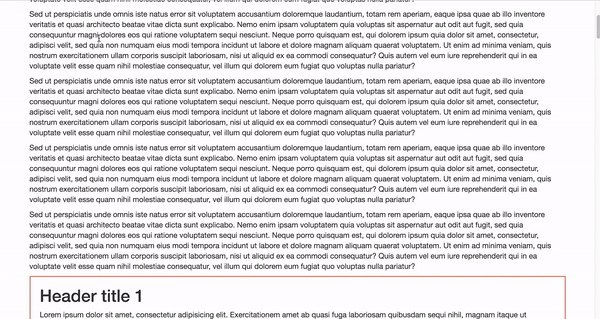 Sed ut perspiciatis unde omnis iste natus error sit voluptatem accusantium doloremque laudantium, totam rem aperiam, eaque ipsa quae ab illo inventore
veritatis et quasi architecto beatae vitae dicta sunt explicabo. Nemo enim ipsam voluptatem quia voluptas sit aspernatur aut odit aut fugit, sed quia
consequuntur magni dolores eos qui ratione voluptatem sequi nesciunt. Neque porro quisquam est, qui dolorem ipsum quia dolor sit amet, consectetur,
adipisci velit, sed quia non numquam eius modi tempora incidunt ut labore et dolore magnam aliquam quaerat voluptatem. Ut enim ad minima veniam, quis
nostrum exercitationem ullam corporis suscipit laboriosam, nisi ut aliquid ex ea commodi consequatur? Quis autem vel eum iure reprehenderit qui in ea
voluptate velit esse quam nihil molestiae consequatur, vel illum qui dolorem eum fugiat quo voluptas nulla pariatur?
Sed ut perspiciatis unde omnis iste natus error sit voluptatem accusantium doloremque laudantium, totam rem aperiam, eaque ipsa quae ab illo inventore
veritatis et quasi architecto beatae vitae dicta sunt explicabo. Nemo enim ipsam voluptatem quia voluptas sit aspernatur aut odit aut fugit, sed quia
consequuntur magni dolores eos qui ratione voluptatem sequi nesciunt. Neque porro quisquam est, qui dolorem ipsum quia dolor sit amet, consectetur,
adipisci velit, sed quia non numquam eius modi tempora incidunt ut labore et dolore magnam aliquam quaerat voluptatem. Ut enim ad minima veniam, quis
nostrum exercitationem ullam corporis suscipit laboriosam, nisi ut aliquid ex ea commodi consequatur? Quis autem vel eum iure reprehenderit qui in ea
voluptate velit esse quam nihil molestiae consequatur, vel illum qui dolorem eum fugiat quo voluptas nulla pariatur?
Sed ut perspiciatis unde omnis iste natus error sit voluptatem accusantium doloremque laudantium, totam rem aperiam, eaque ipsa quae ab illo inventore
veritatis et quasi architecto beatae vitae dicta sunt explicabo. Nemo enim ipsam voluptatem quia voluptas sit aspernatur aut odit aut fugit, sed quia
consequuntur magni dolores eos qui ratione voluptatem sequi nesciunt. Neque porro quisquam est, qui dolorem ipsum quia dolor sit amet, consectetur,
adipisci velit, sed quia non numquam eius modi tempora incidunt ut labore et dolore magnam aliquam quaerat voluptatem. Ut enim ad minima veniam, quis
nostrum exercitationem ullam corporis suscipit laboriosam, nisi ut aliquid ex ea commodi consequatur? Quis autem vel eum iure reprehenderit qui in ea
voluptate velit esse quam nihil molestiae consequatur, vel illum qui dolorem eum fugiat quo voluptas nulla pariatur?
Sed ut perspiciatis unde omnis iste natus error sit voluptatem accusantium doloremque laudantium, totam rem aperiam, eaque ipsa quae ab illo inventore
veritatis et quasi architecto beatae vitae dicta sunt explicabo. Nemo enim ipsam voluptatem quia voluptas sit aspernatur aut odit aut fugit, sed quia
consequuntur magni dolores eos qui ratione voluptatem sequi nesciunt. Neque porro quisquam est, qui dolorem ipsum quia dolor sit amet, consectetur,
adipisci velit, sed quia non numquam eius modi tempora incidunt ut labore et dolore magnam aliquam quaerat voluptatem. Ut enim ad minima veniam, quis
nostrum exercitationem ullam corporis suscipit laboriosam, nisi ut aliquid ex ea commodi consequatur? Quis autem vel eum iure reprehenderit qui in ea
voluptate velit esse quam nihil molestiae consequatur, vel illum qui dolorem eum fugiat quo voluptas nulla pariatur?
Header title 1
Lorem ipsum dolor sit amet, consectetur adipisicing elit. Exercitationem amet ab quasi fuga laboriosam quibusdam sequi nihil, magnam itaque ut